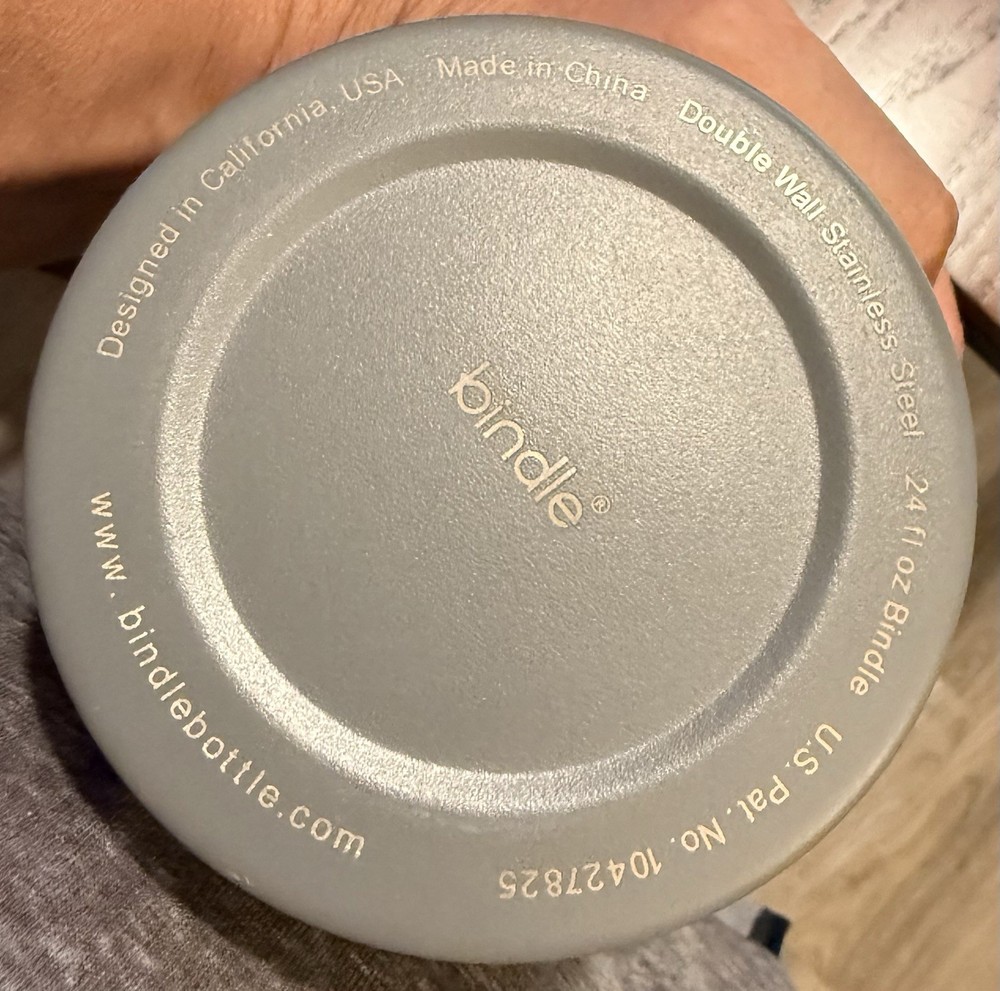 Designed in California, USA
Made in China
Double Wall Stainless Steel
24 fl oz Bindle
U.S. Pat. No. 10427825
www.bindlebottle.com
bindle®